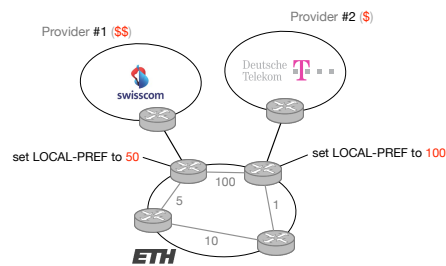 Provider #2 ($)
Provider #1 ($$)
Deutsche
Telekom
T
swisscom
set LOCAL-PREF to 50
set LOCAL-PREF to 100
100
5
1
10
ETH